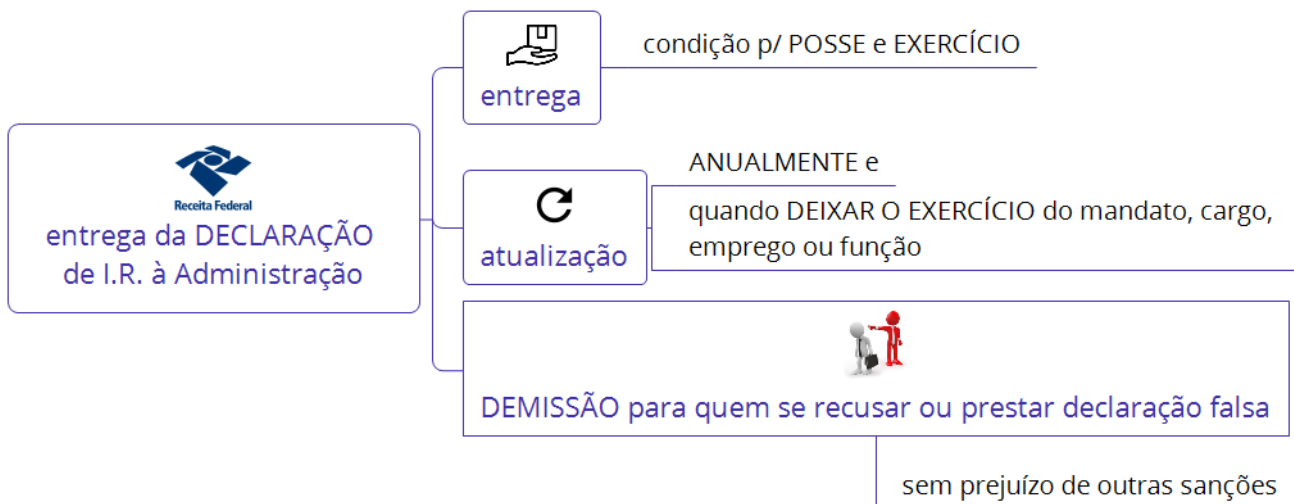 condição p/ POSSE e EXERCÍCIO
entrega
Receita Federal
entrega da DECLARAÇÃO
de I.R. à Administração
ANUALMENTE e
quando DEIXAR O EXERCÍCIO do mandato, cargo,
emprego ou função
atualização
DEMISSÃO para quem se recusar ou prestar declaração falsa
sem prejuízo de outras sanções